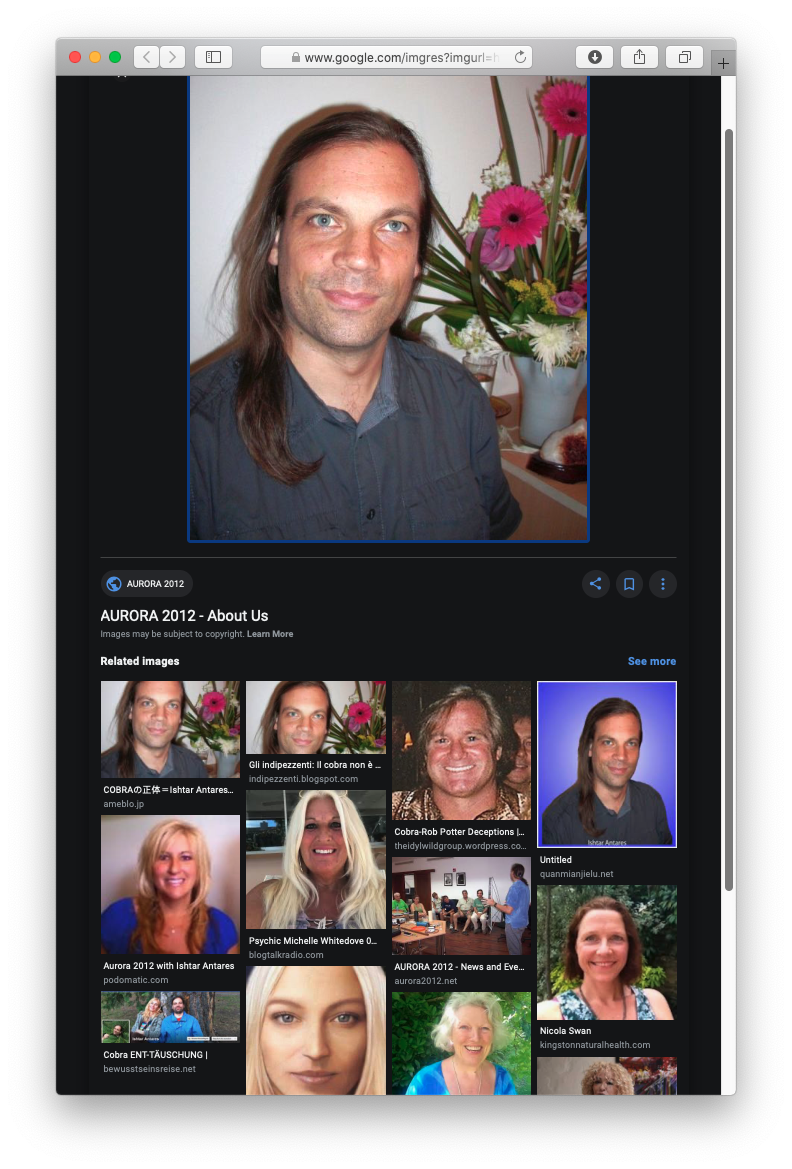 www.google.com/imgres?imgurl=h
AURORA 2012
AURORA 2012 - About Us
Images may be subject to copyright. Learn More
Related images
See more
COBRAの正体＝Ishtar Antares...
ameblo.jp
Gli indipezzenti: Il cobra non è ...
indipezzenti.blogspot.com
Cobra-Rob Potter Deceptions |...
theidylwildgroup.wordpress.co...
Ishtar Antares
Untitled
quanmianjielu.net
Aurora 2012 with Ishtar Antares
podomatic.com
Psychic Michelle Whitedove 0...
blogtalkradio.com
AURORA 2012 - News and Eve...
aurora2012.net
Nicola Swan
kingstonnaturalhealth.com
Ishtar Antares
Cobra ENT-TÄUSCHUNG |
bewusstseinsreise.net